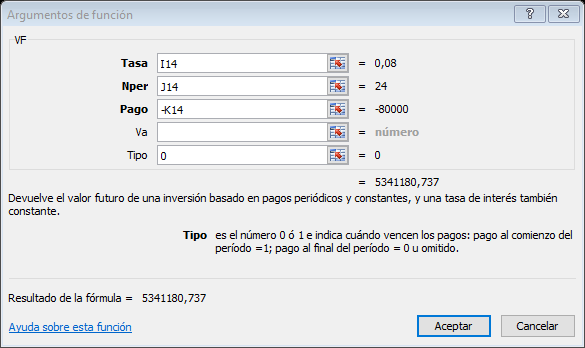 Argumentos de función
VF
Tasa I14 = 0,08
Nper J14 = 24
Pago -K14 = -80000
Va = número
Tipo 0 = 0
= 5341180,737
Devuelve el valor futuro de una inversión basado en pagos periódicos y constantes, y una tasa de interés también
constante.
Tipo es el número 0 ó 1 e indica cuándo vencen los pagos: pago al comienzo del
período =1; pago al final del período = 0 u omitido.
Resultado de la fórmula = 5341180,737
Ayuda sobre esta función Aceptar Cancelar